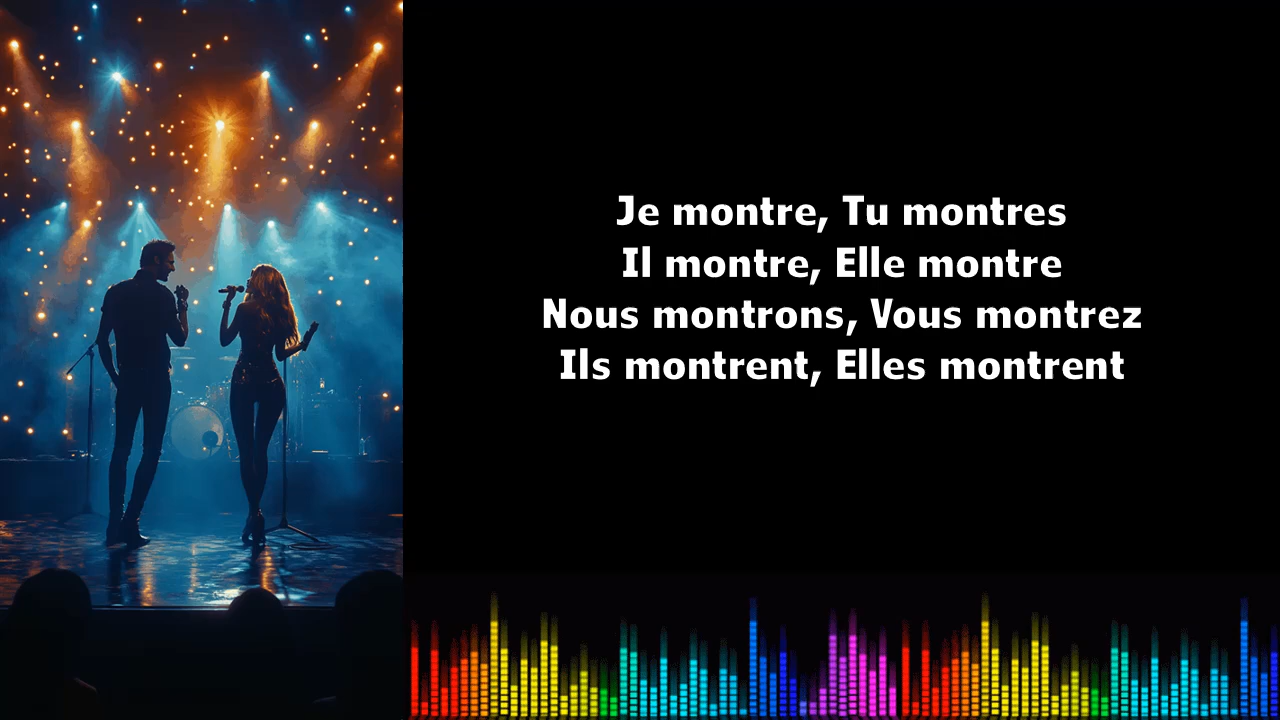 Je montre, Tu montres
Il montre, Elle montre
Nous montrons, Vous montrez
Ils montrent, Elles montrent